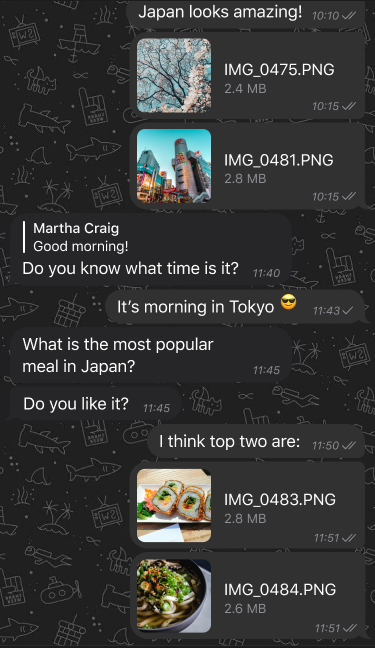 Japan looks amazing!
10:10
IMG_0475.PNG
2.4 MB
10:15
IMG_0481.PNG
2.8 MB
10:15
Martha Craig
Good morning!
Do you know what time is it?
11:40
It’s morning in Tokyo 😎
11:43
What is the most popular
meal in Japan?
11:45
Do you like it?
11:45
I think top two are:
11:50
IMG_0483.PNG
2.8 MB
11:51
IMG_0484.PNG
2.6 MB
11:51